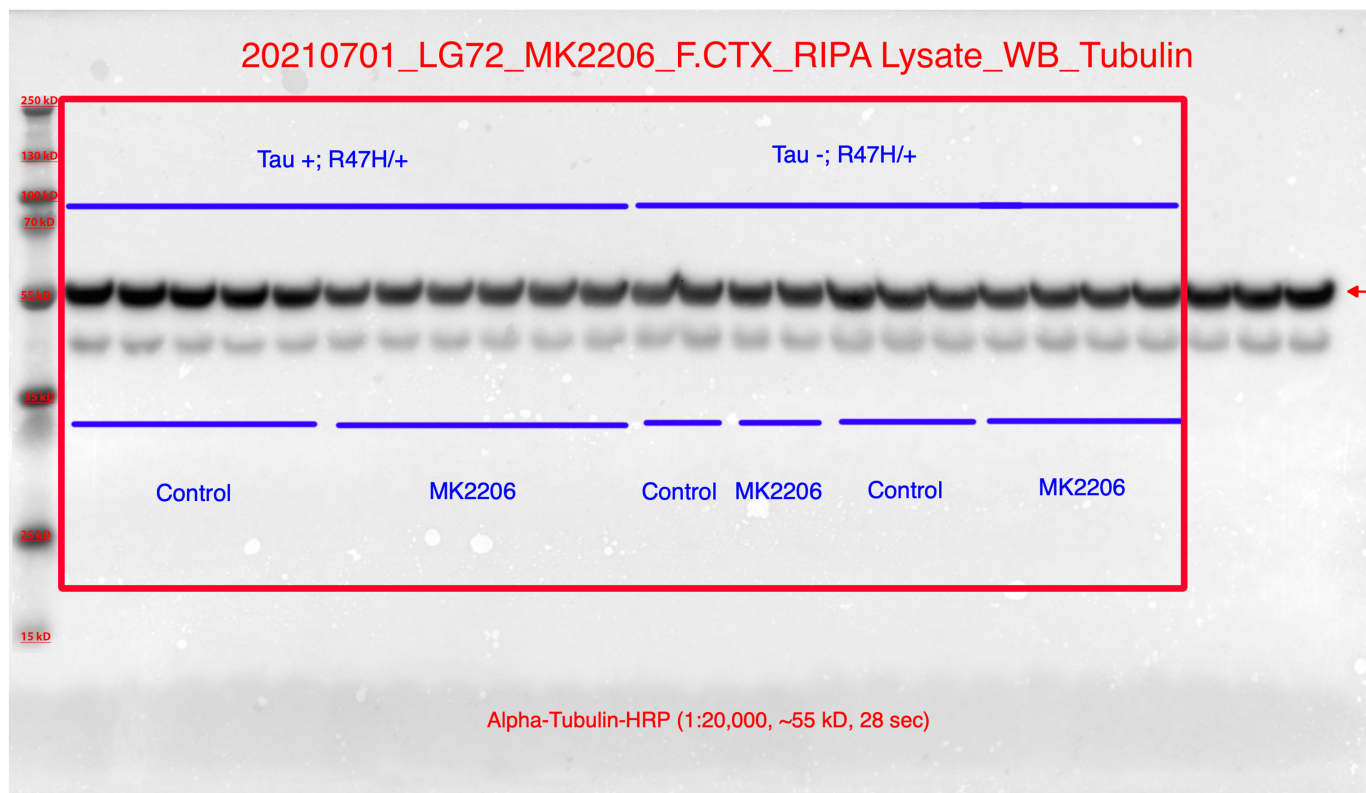 20210701_LG72_MK2206_F.CTX_RIPA Lysate_WB_Tubulin
250 kD
130 kD
100 kD
70 kD
55 kD
35 kD
25 kD
15 kD
Tau +; R47H/+
Tau -; R47H/+
Control
MK2206
Control
MK2206
Control
MK2206
Alpha-Tubulin-HRP (1:20,000, ~55 kD, 28 sec)